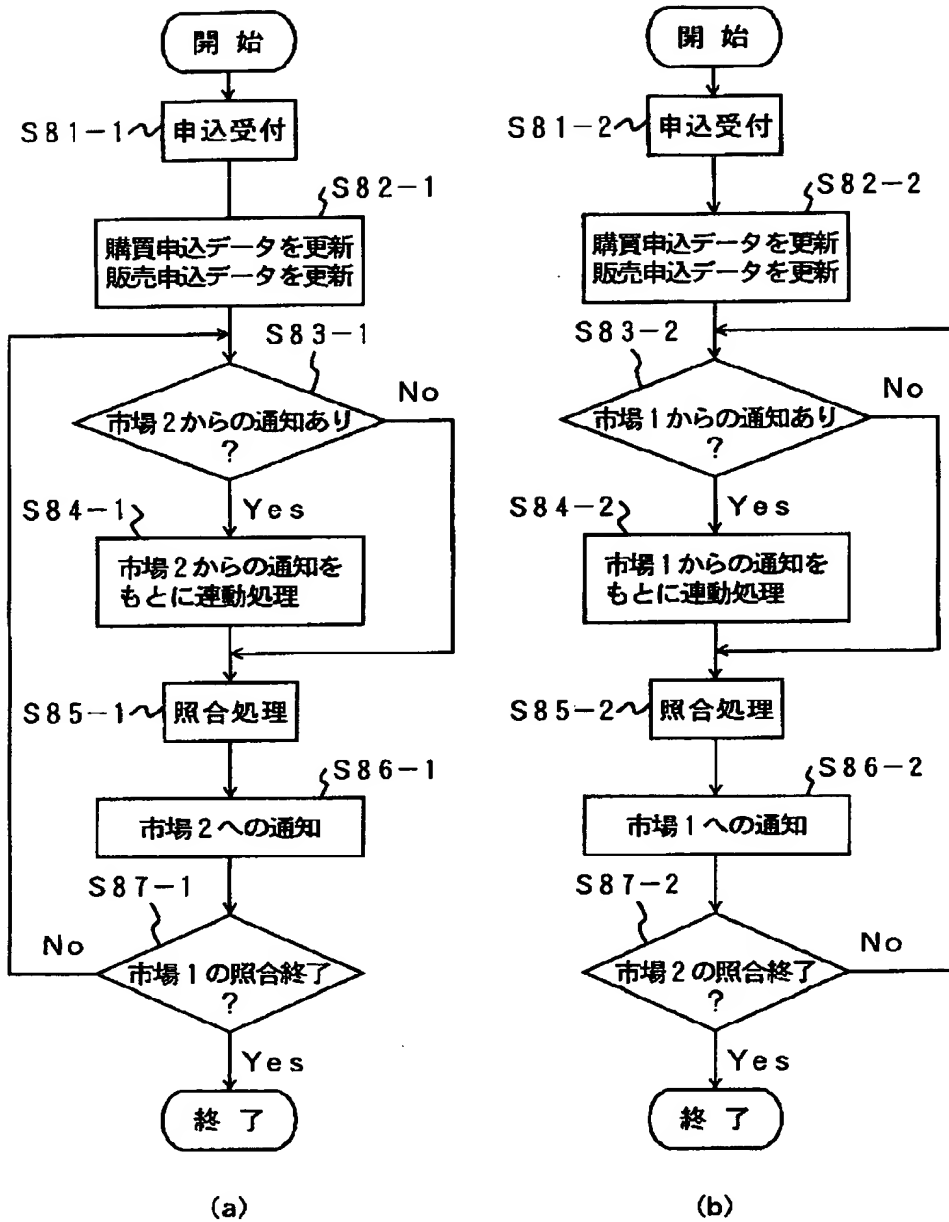 開始
S81-1
申込受付
S82-1
購買申込データを更新
販売申込データを更新
S83-1
市場2からの通知あり
?
No
Yes
S84-1
市場2からの通知を
もとに連動処理
S85-1
照合処理
S86-1
市場2への通知
S87-1
No
市場1の照合終了
?
Yes
終了
(a)
開始
S81-2
申込受付
S82-2
購買申込データを更新
販売申込データを更新
S83-2
市場1からの通知あり
?
No
Yes
S84-2
市場1からの通知を
もとに連動処理
S85-2
照合処理
S86-2
市場1への通知
S87-2
No
市場2の照合終了
?
Yes
終了
(b)